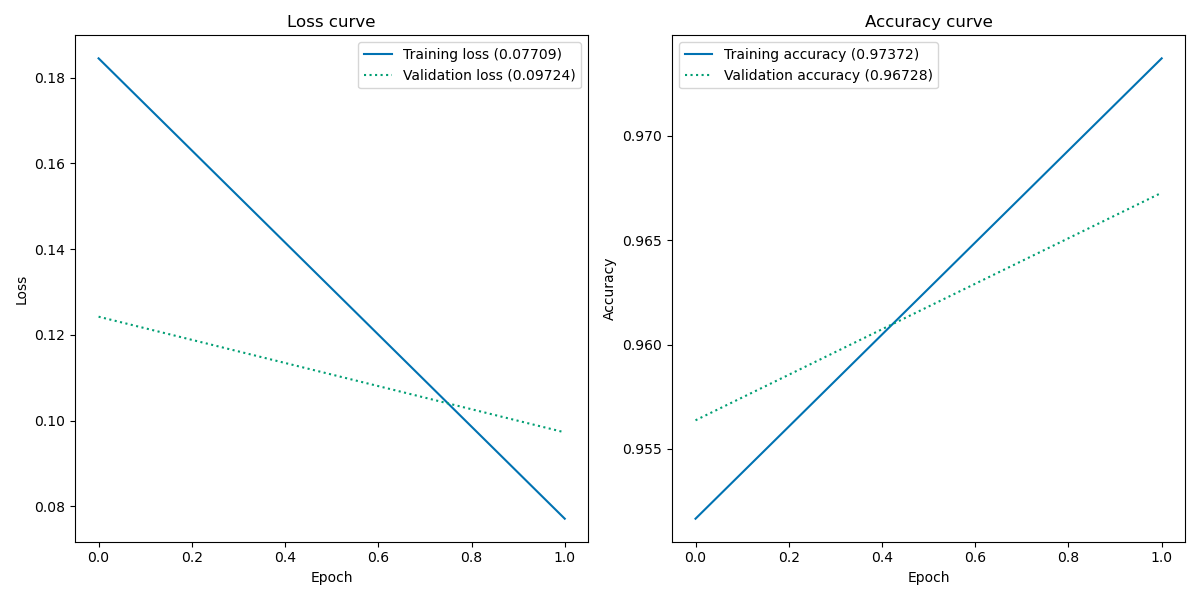 Loss curve
Training loss (0.07709)
Validation loss (0.09724)
0.18
0.16
0.14
0.12
0.10
0.08
Loss
0.0 0.2 0.4 0.6 0.8 1.0
Epoch
Accuracy curve
Training accuracy (0.97372)
Validation accuracy (0.96728)
0.970
0.965
0.960
0.955
Accuracy
0.0 0.2 0.4 0.6 0.8 1.0
Epoch